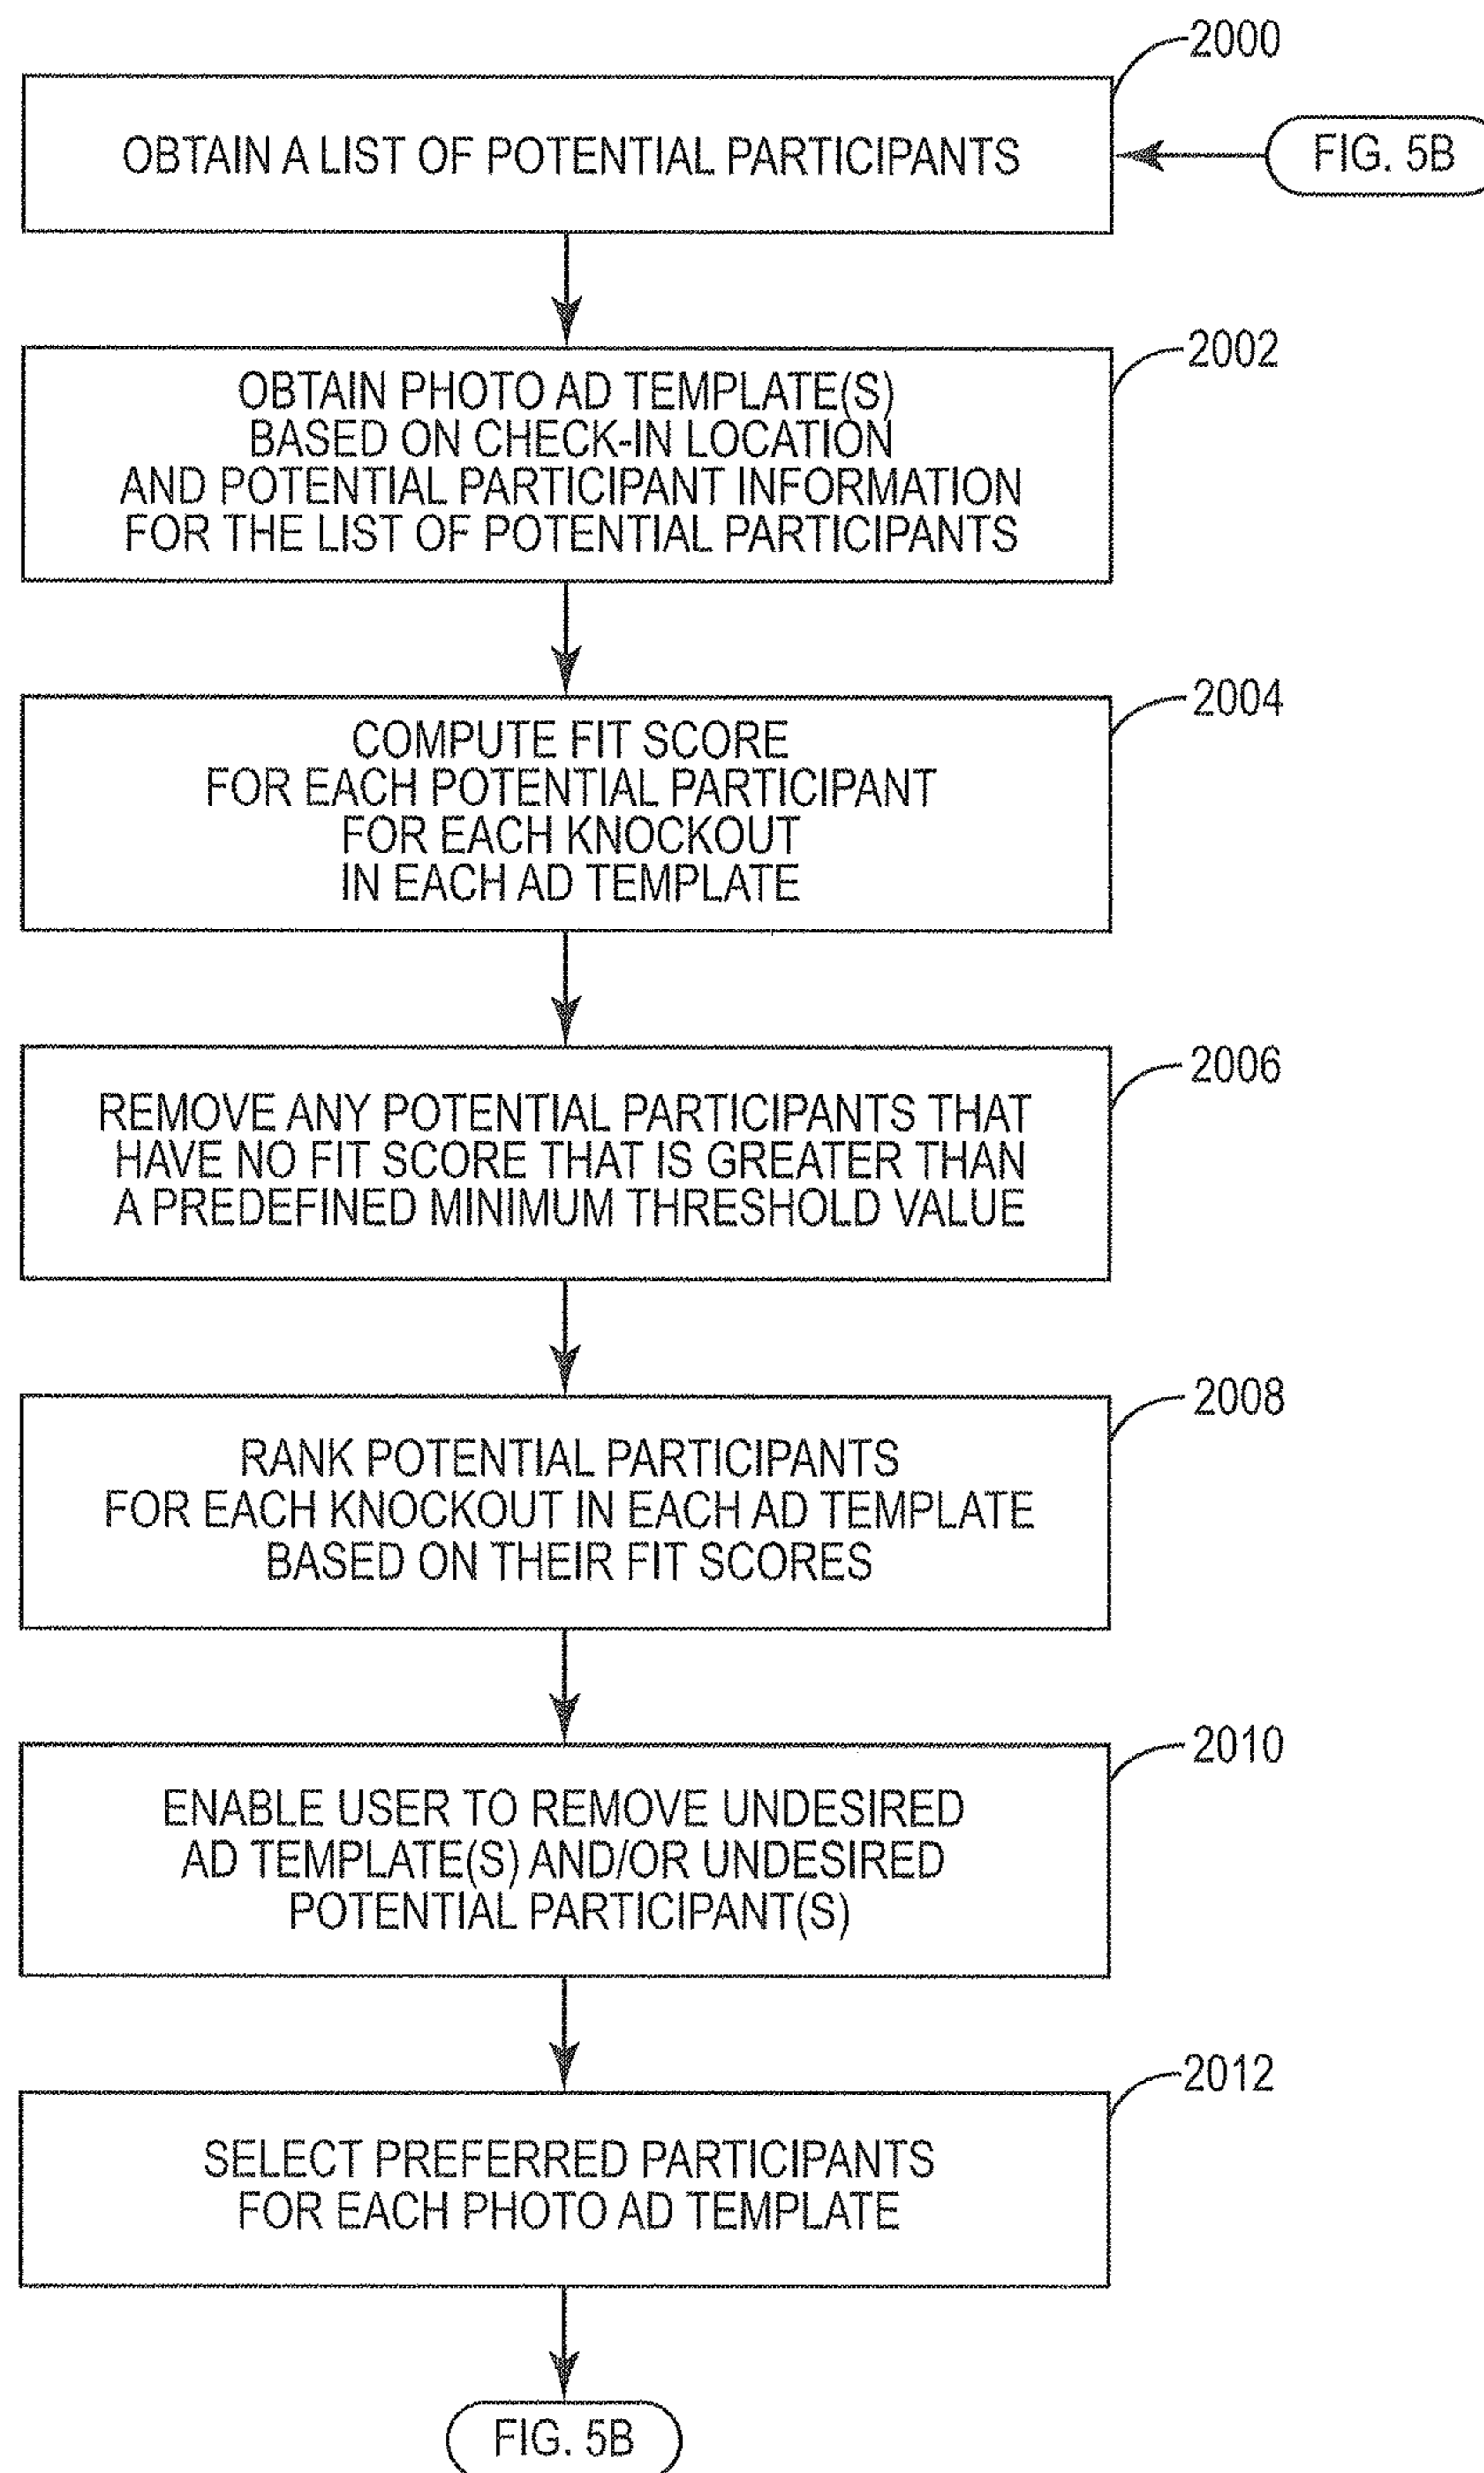 2000
OBTAIN A LIST OF POTENTIAL PARTICIPANTS
FIG. 5B
2002
OBTAIN PHOTO AD TEMPLATE(S)
BASED ON CHECK-IN LOCATION
AND POTENTIAL PARTICIPANT INFORMATION
FOR THE LIST OF POTENTIAL PARTICIPANTS
2004
COMPUTE FIT SCORE
FOR EACH POTENTIAL PARTICIPANT
FOR EACH KNOCKOUT
IN EACH AD TEMPLATE
2006
REMOVE ANY POTENTIAL PARTICIPANTS THAT
HAVE NO FIT SCORE THAT IS GREATER THAN
A PREDEFINED MINIMUM THRESHOLD VALUE
2008
RANK POTENTIAL PARTICIPANTS
FOR EACH KNOCKOUT IN EACH AD TEMPLATE
BASED ON THEIR FIT SCORES
2010
ENABLE USER TO REMOVE UNDESIRED
AD TEMPLATE(S) AND/OR UNDESIRED
POTENTIAL PARTICIPANT(S)
2012
SELECT PREFERRED PARTICIPANTS
FOR EACH PHOTO AD TEMPLATE
FIG. 5B